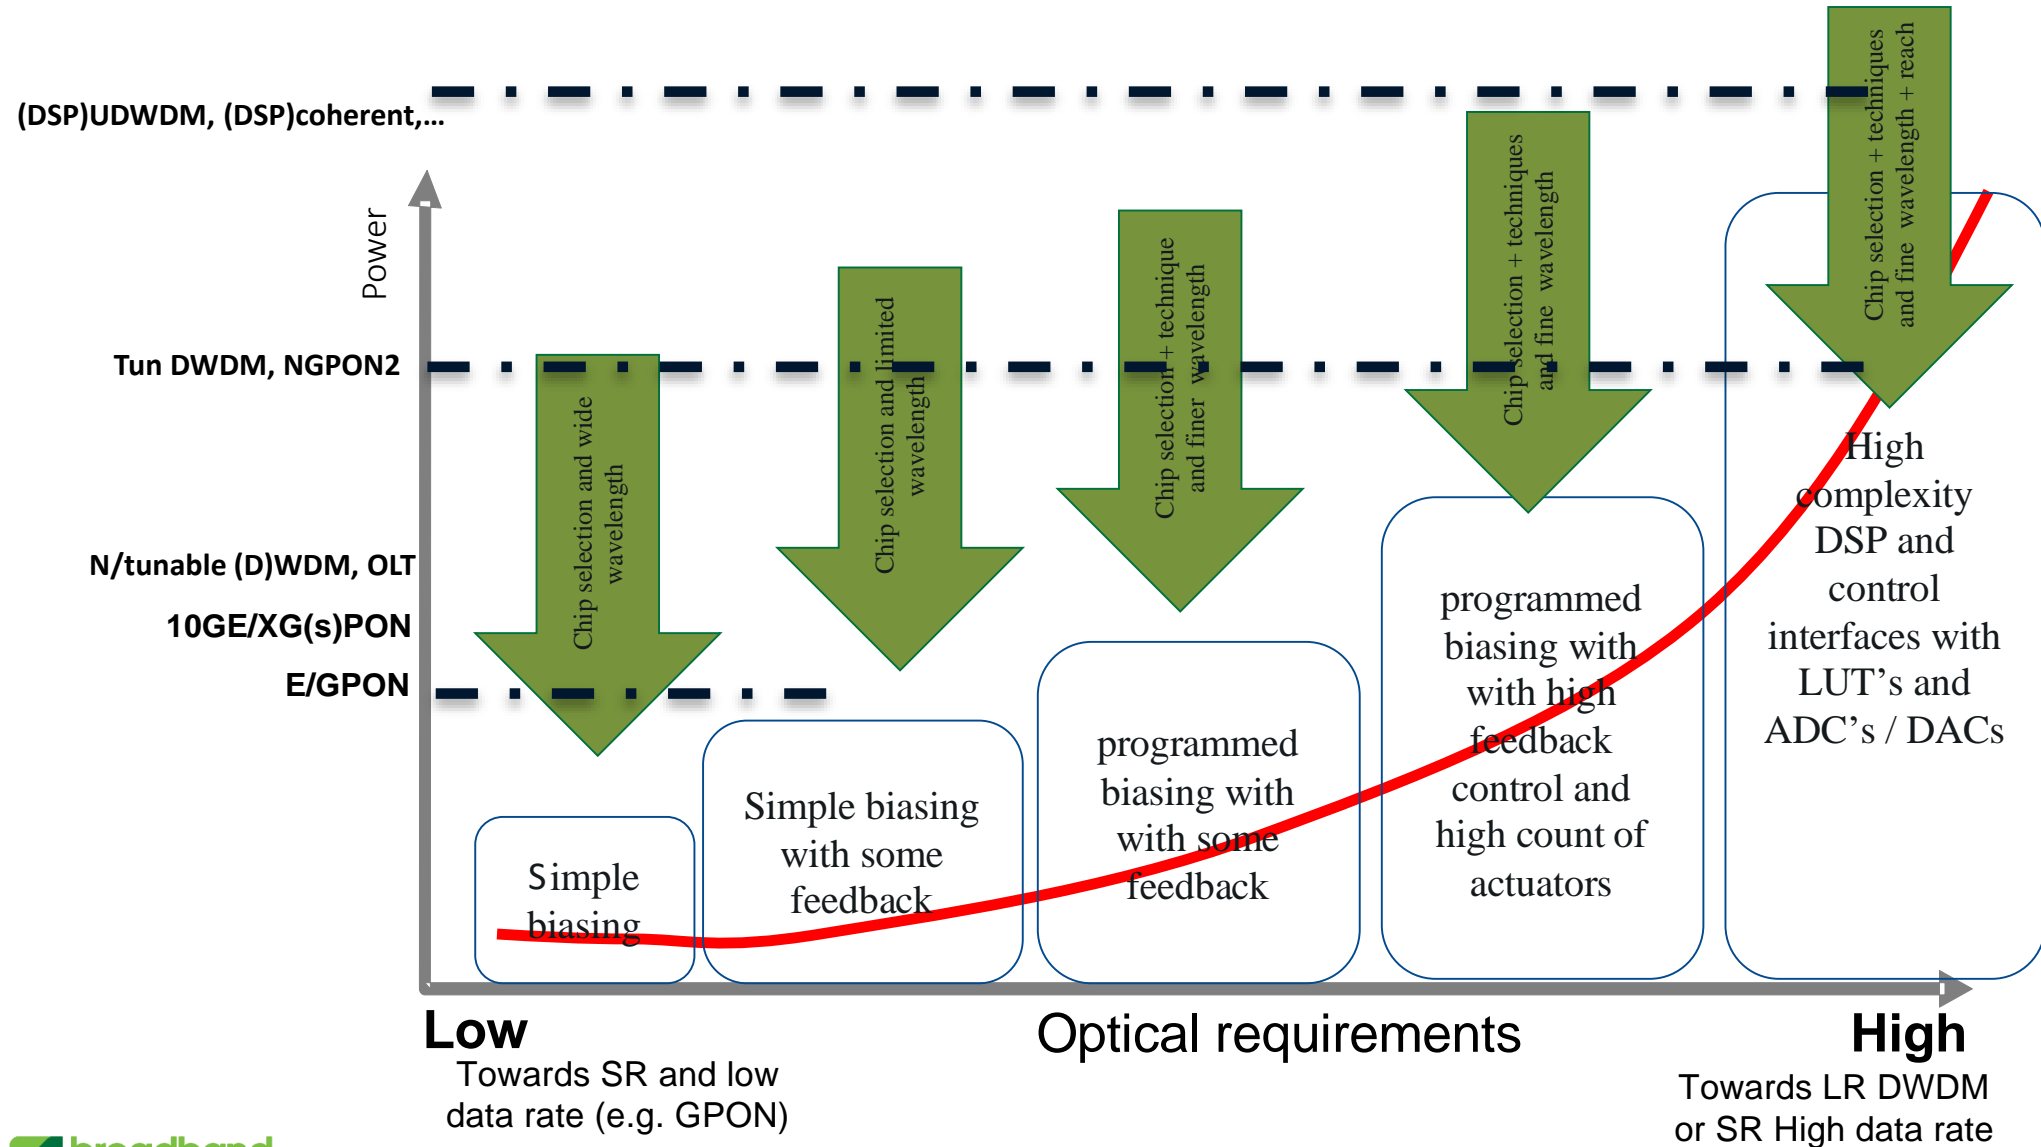 (DSP)UDWDM, (DSP)coherent,...
Power
Tun DWDM, NGPON2
N/tunable (D)WDM, OLT
10GE/XG(s)PON
E/GPON
Chip selection and wide
wavelength
Chip selection and limited
wavelength
Chip selection + technique
and finer wavelength
Chip selection + techniques
and fine wavelength
Chip selection + techniques
and fine wavelength + reach
Simple
biasing
Simple biasing
with some
feedback
programmed
biasing with
with some
feedback
programmed
biasing with
with high
feedback
control and
high count of
actuators
High
complexity
DSP and
control
interfaces with
LUT's and
ADC's / DACs
Low
Optical requirements
High
Towards SR and low
data rate (e.g. GPON)
Towards LR DWDM
or SR High data rate
broadband